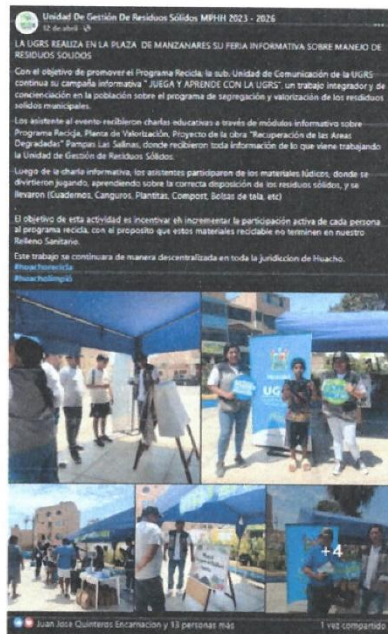 Unidad De Gestión De Residuos Sólidos MPHH 2023 - 2026
12 de abril
LA UGRS REALIZA EN LA PLAZA DE MANZANARES SU FERIA INFORMATIVA SOBRE MANEJO DE
RESIDUOS SOLIDOS
Con el objetivo de promover el Programa Recicla, la sub. Unidad de Comunicación de la UGRS
continua su campaña informativa " JUEGA Y APRENDE CON LA UGRS", un trabajo integrador y de
concienciación en la población sobre el programa de segregación y valorización de los residuos
solidos municipales.
Los asistente al evento recibieron charlas educativas a través de módulos informativo sobre
Programa Recicla, Planta de Valorización, Proyecto de la obra "Recuperación de las Areas
Degradadas" Pampas Las Salinas, donde recibieron toda información de lo que viene trabajando
la Unidad de Gestión de Residuos Sólidos.
Luego de la charla informativa, los asistentes participaron de los materiales lúdicos, donde se
divirtieron jugando, aprendiendo sobre la correcta disposición de los residuos sólidos, y se
llevaron (Cuadernos, Canguros, Plantitas, Compost, Bolsas de tela, etc)
El objetivo de esta actividad es incentivar eh incrementar la participación activa de cada persona
al programa recicla, con el proposito que estos materiales reciclable no terminen en nuestro
Relleno Sanitario.
Este trabajo se continuara de manera descentralizada en toda la juridiccion de Huacho.
#huachorecicla
#huacholimpio
UGRS
+4
Juan Jose Quinteros Encarnacion y 13 personas más
1 vez compartido